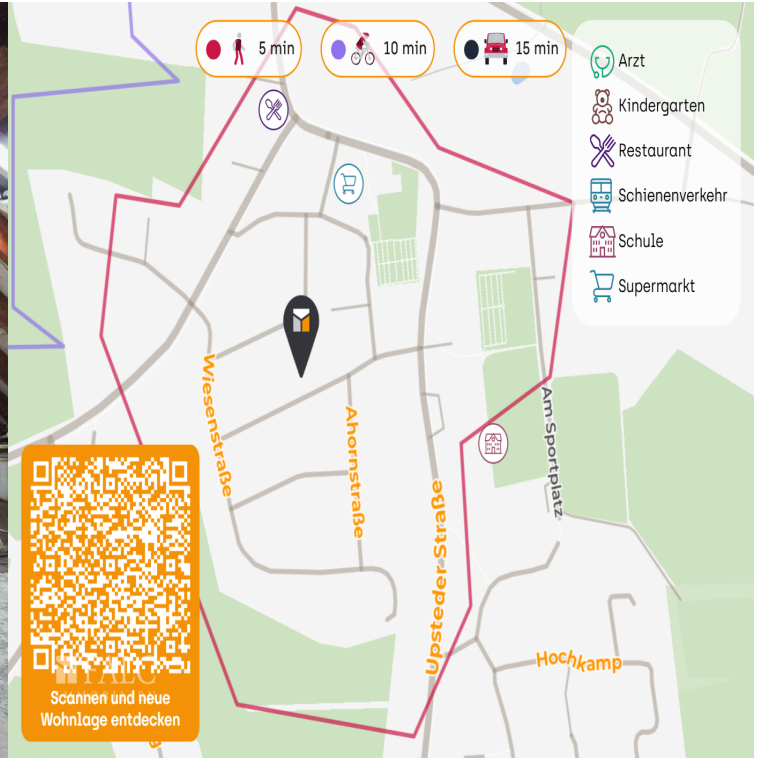 5 min
10 min
15 min
Arzt
Kindergarten
Restaurant
Schienenverkehr
Schule
Supermarkt
Wiesenstraße
Ahornstraße
Am Sportplatz
Upsteder Straße
Hochkamp
Scannen und neue
Wohnlage entdecken